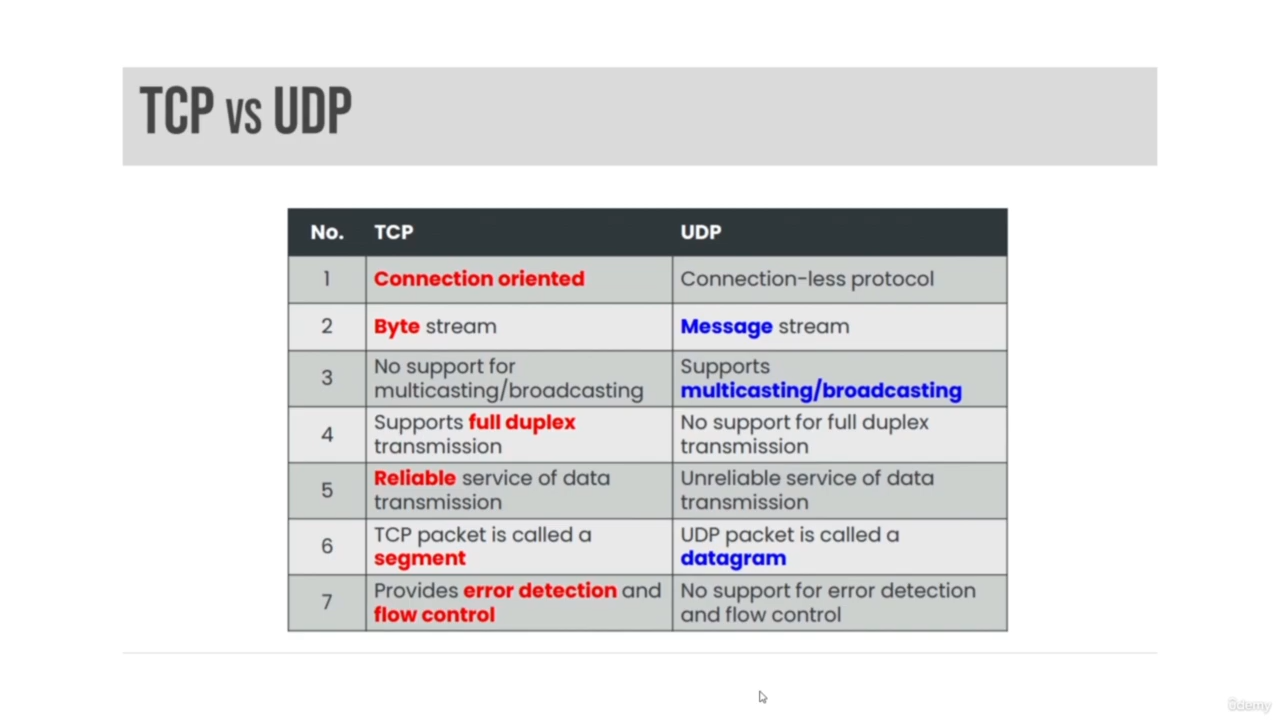 TCP vs UDP
No. TCP UDP
1 Connection oriented Connection-less protocol
2 Byte stream Message stream
3 No support for multicasting/broadcasting Supports multicasting/broadcasting
4 Supports full duplex transmission No support for full duplex transmission
5 Reliable service of data transmission Unreliable service of data transmission
6 TCP packet is called a segment UDP packet is called a datagram
7 Provides error detection and flow control No support for error detection and flow control
ûdemy